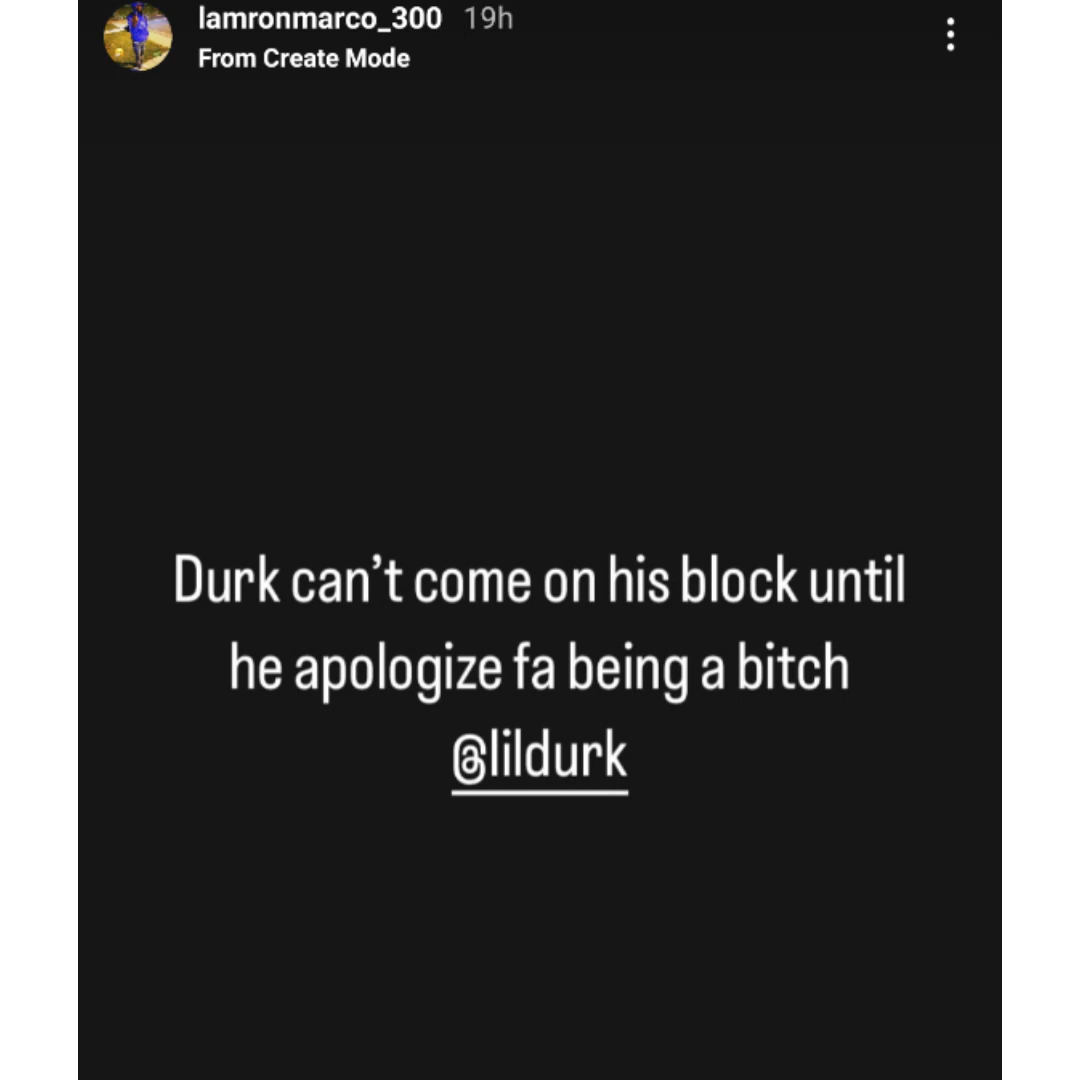 lamronmarco_300 19h
From Create Mode
Durk can’t come on his block until
he apologize fa being a bitch
@lildurk